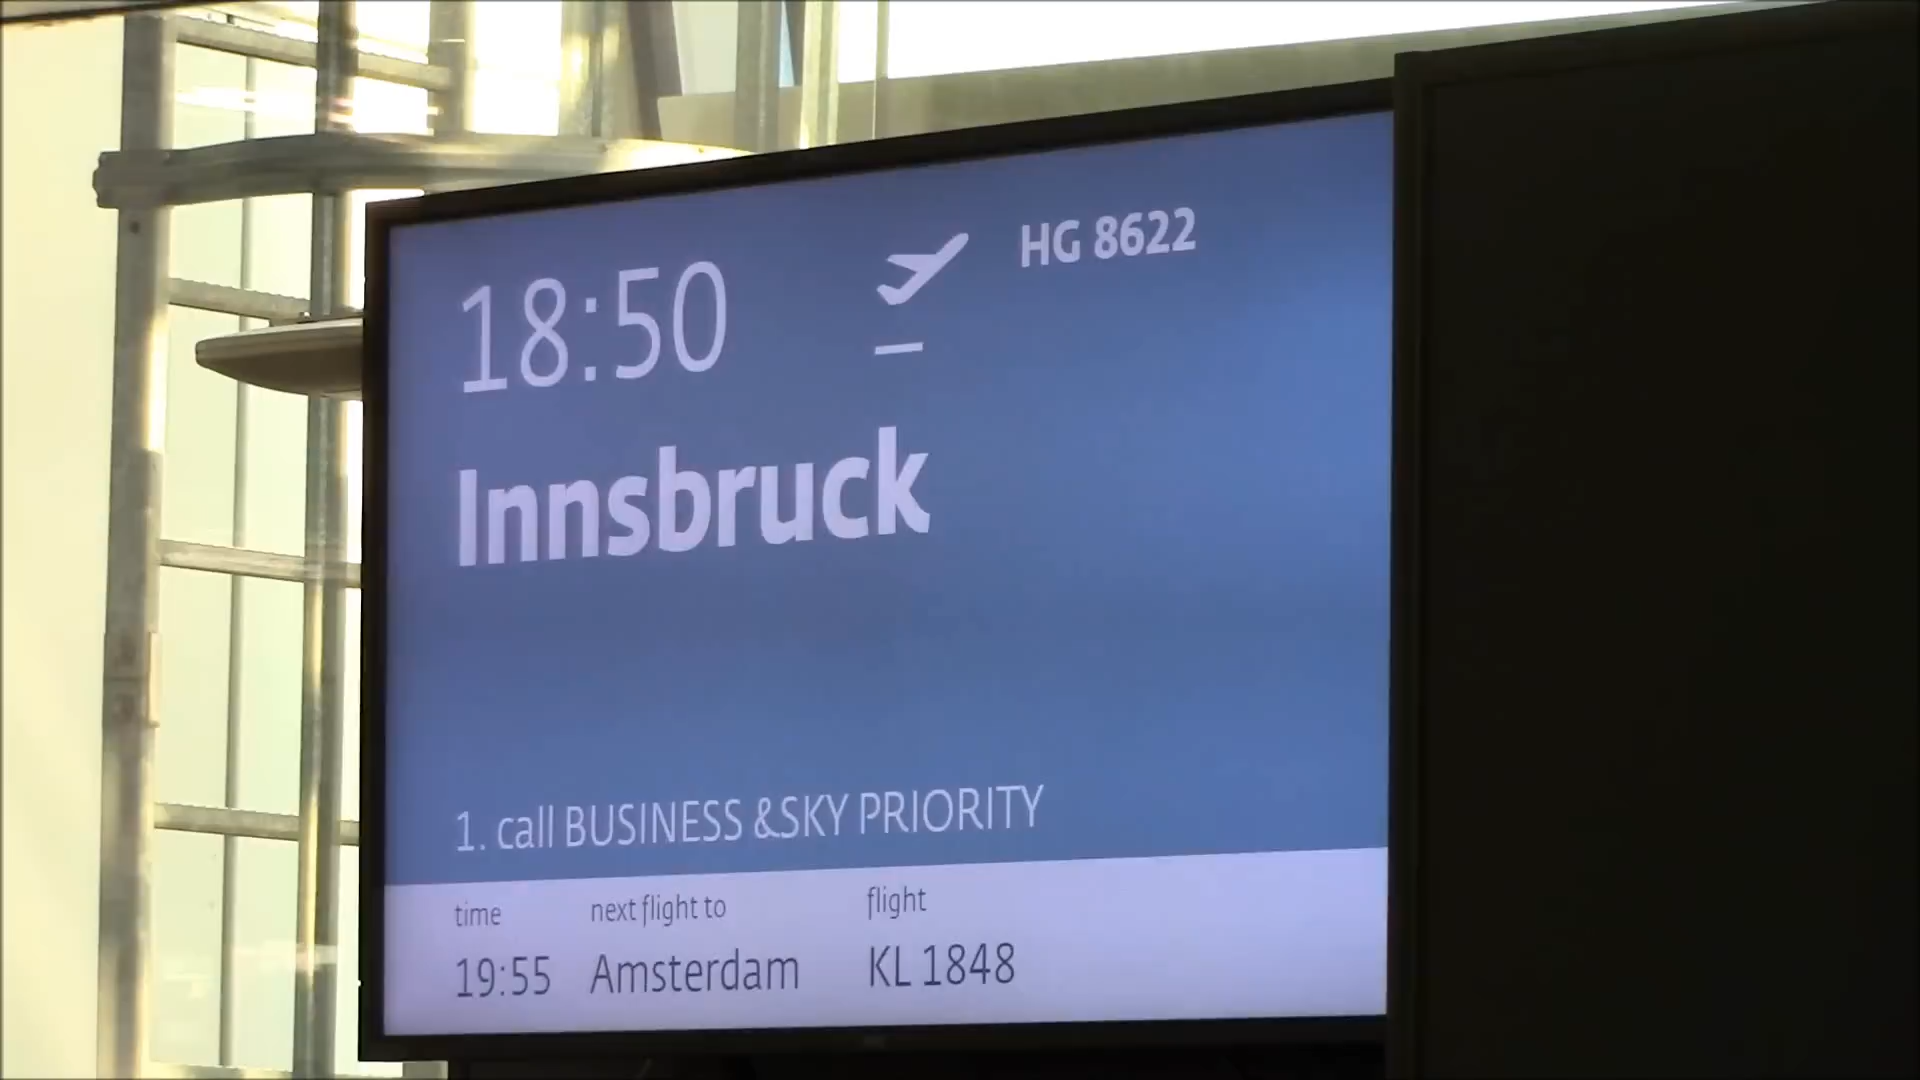 18:50 HG 8622
Innsbruck
1. call BUSINESS &SKY PRIORITY
time next flight to flight
19:55 Amsterdam KL 1848